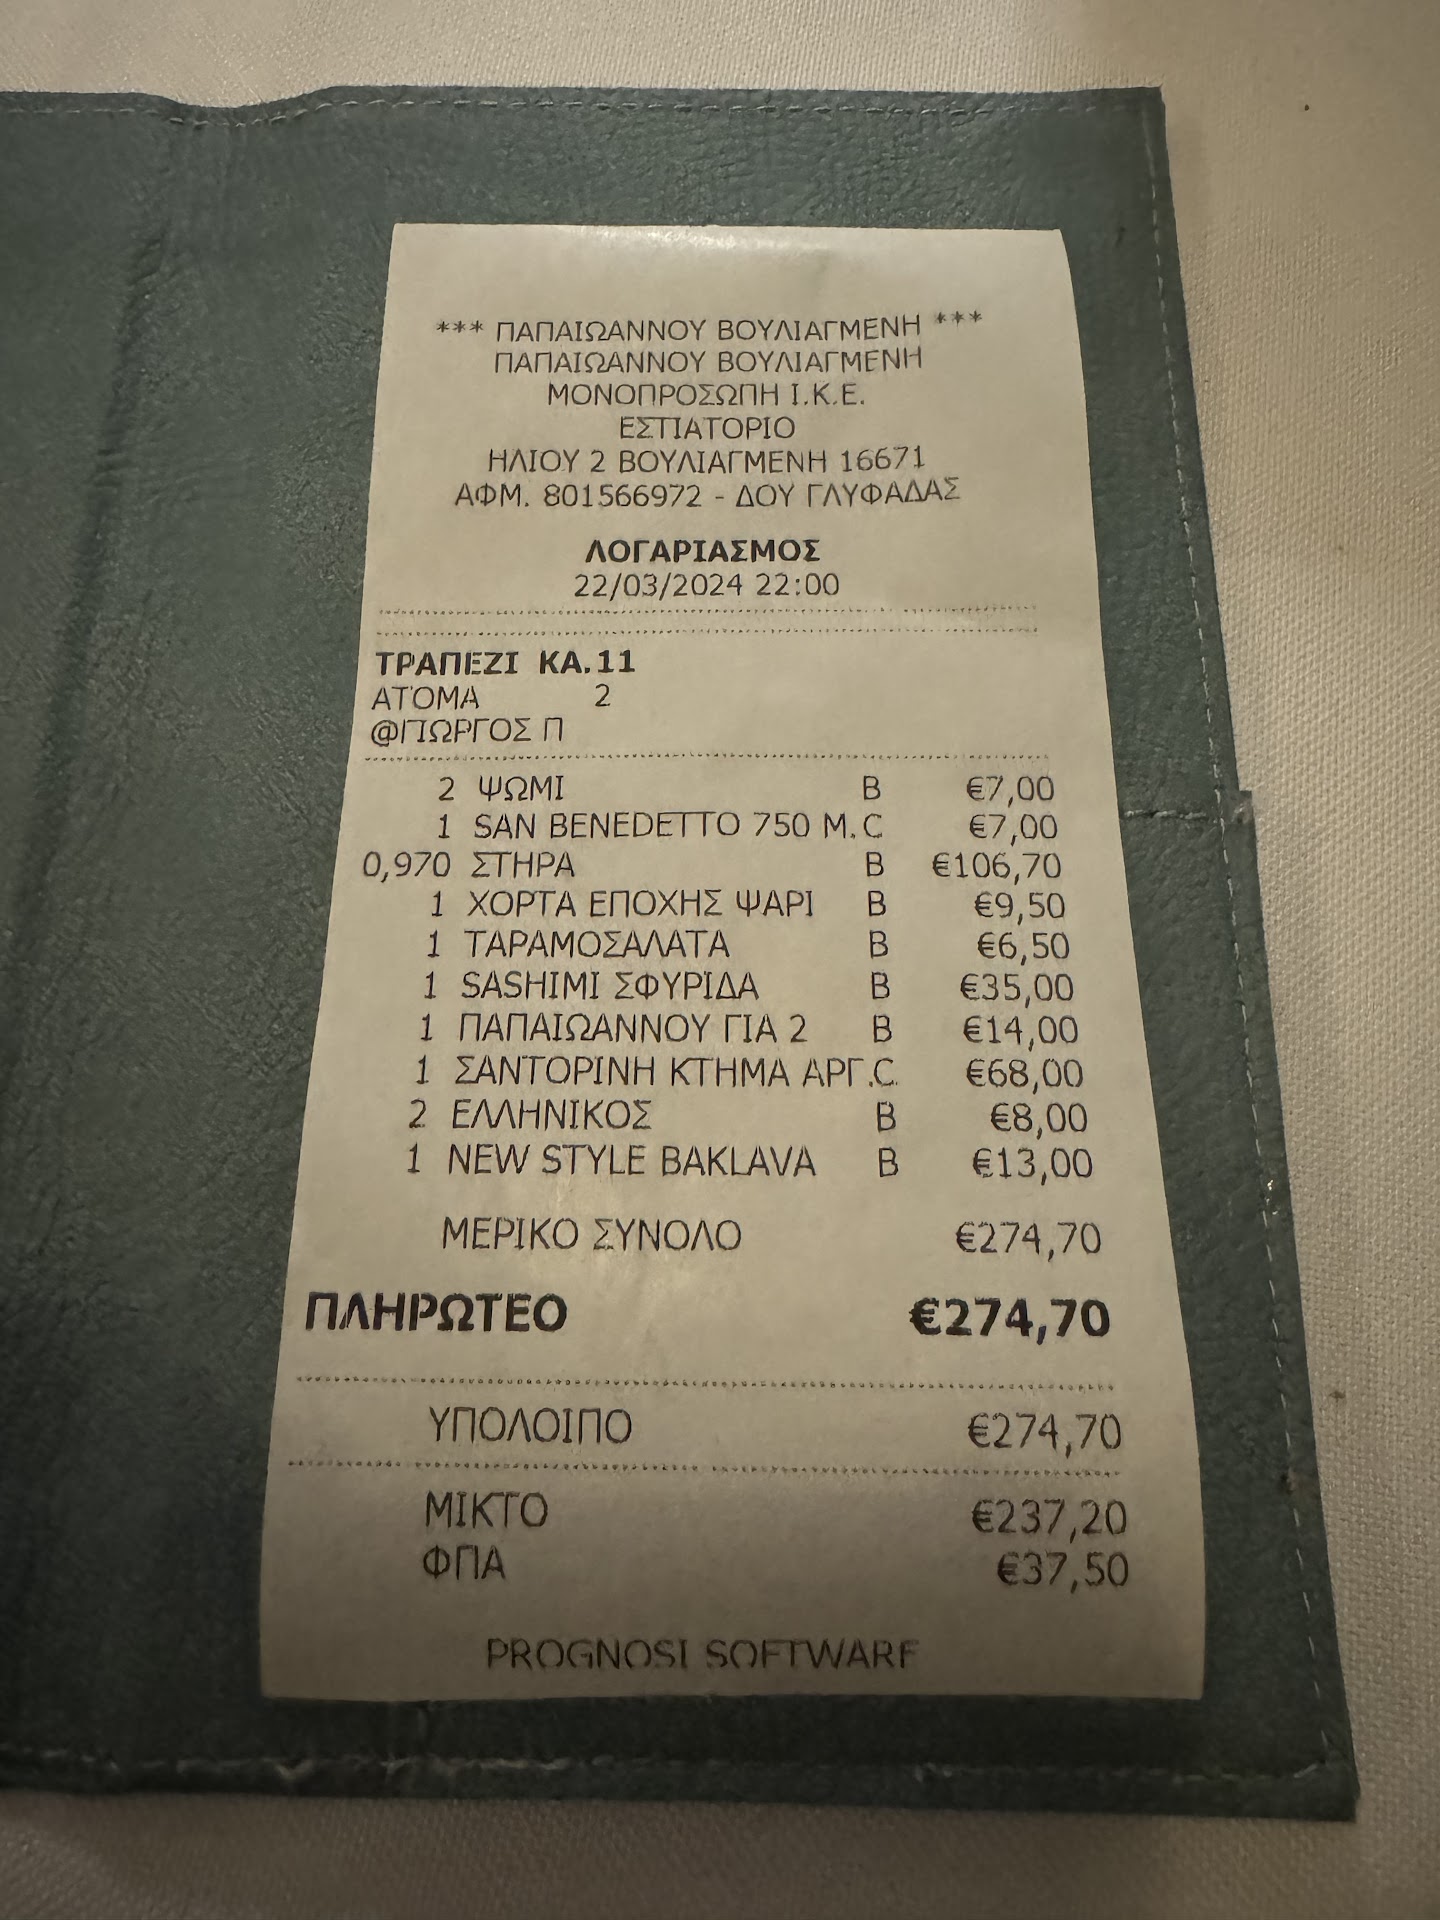 *** ΠΑΠΑΙΩΑΝΝΟΥ ΒΟΥΛΙΑΓΜΕΝΗ ***
ΠΑΠΑΙΩΑΝΝΟΥ ΒΟΥΛΙΑΓΜΕΝΗ
ΜΟΝΟΠΡΟΣΩΠΗ Ι.Κ.Ε.
ΕΣΤΙΑΤΟΡΙΟ
ΗΛΙΟΥ 2 ΒΟΥΛΙΑΓΜΕΝΗ 16671
ΑΦΜ. 801566972 - ΔΟΥ ΓΛΥΦΑΔΑΣ
ΛΟΓΑΡΙΑΣΜΟΣ
22/03/2024 22:00
ΤΡΑΠΕΖΙ ΚΑ.11
ΑΤΟΜΑ 2
@ΓΙΩΡΓΟΣ Π
2 ΨΩΜΙ B €7,00
1 SAN BENEDETTO 750 M. C €7,00
0,970 ΣΤΗΡΑ B €106,70
1 ΧΟΡΤΑ ΕΠΟΧΗΣ ΨΑΡΙ B €9,50
1 ΤΑΡΑΜΟΣΑΛΑΤΑ B €6,50
1 SASHIMI ΣΦΥΡΙΔΑ B €35,00
1 ΠΑΠΑΙΩΑΝΝΟΥ ΓΙΑ 2 B €14,00
1 ΣΑΝΤΟΡΙΝΗ ΚΤΗΜΑ ΑΡΓ. C €68,00
2 ΕΛΛΗΝΙΚΟΣ B €8,00
1 NEW STYLE BAKLAVA B €13,00
ΜΕΡΙΚΟ ΣΥΝΟΛΟ €274,70
ΠΛΗΡΩΤΕΟ €274,70
ΥΠΟΛΟΙΠΟ €274,70
ΜΙΚΤΟ €237,20
ΦΠΑ €37,50
PROGNOSI SOFTWARE